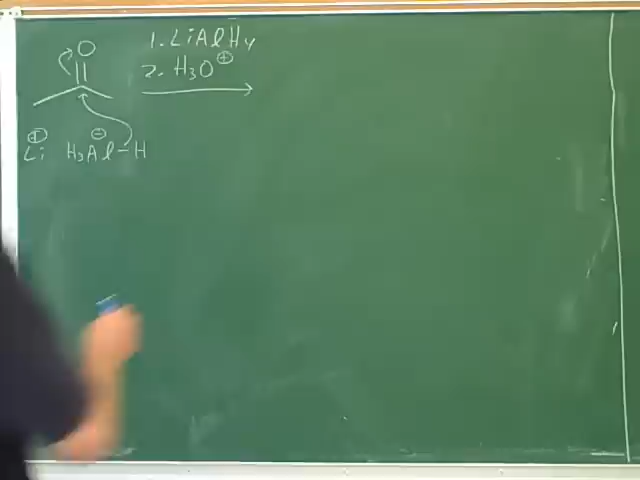 O 1. LiAlH4
2. H3O⊕
⊕ ⊖
Li H3Al-H